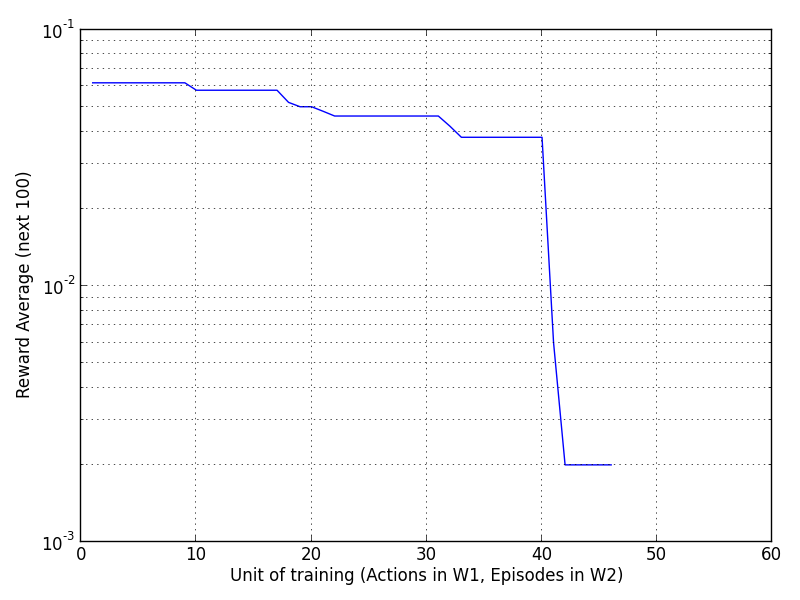 10^-1
10^-2
10^-3
Reward Average (next 100)
0 10 20 30 40 50 60
Unit of training (Actions in W1, Episodes in W2)